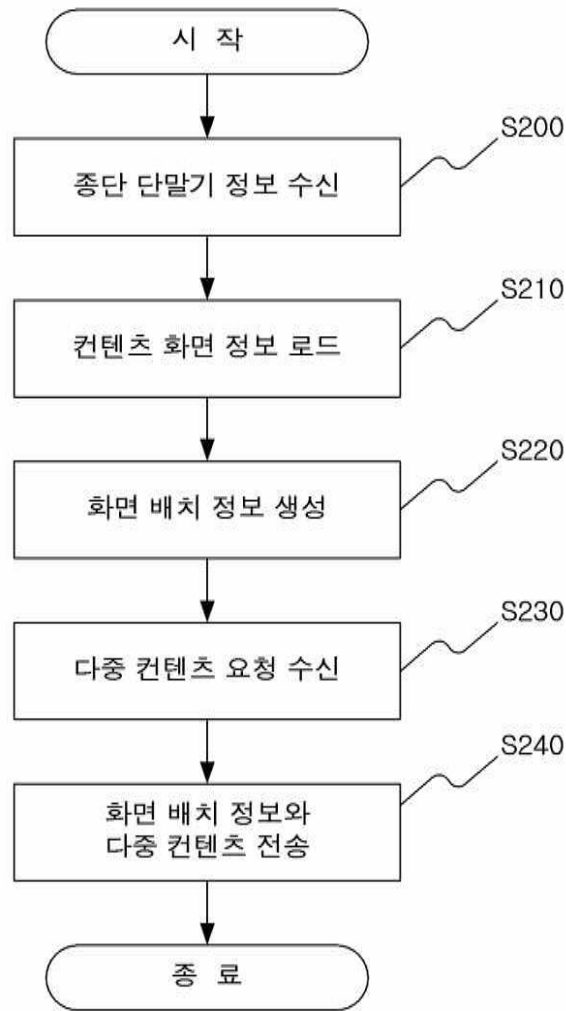 시 작
S200
종단 단말기 정보 수신
S210
컨텐츠 화면 정보 로드
S220
화면 배치 정보 생성
S230
다중 컨텐츠 요청 수신
S240
화면 배치 정보와
다중 컨텐츠 전송
종 료